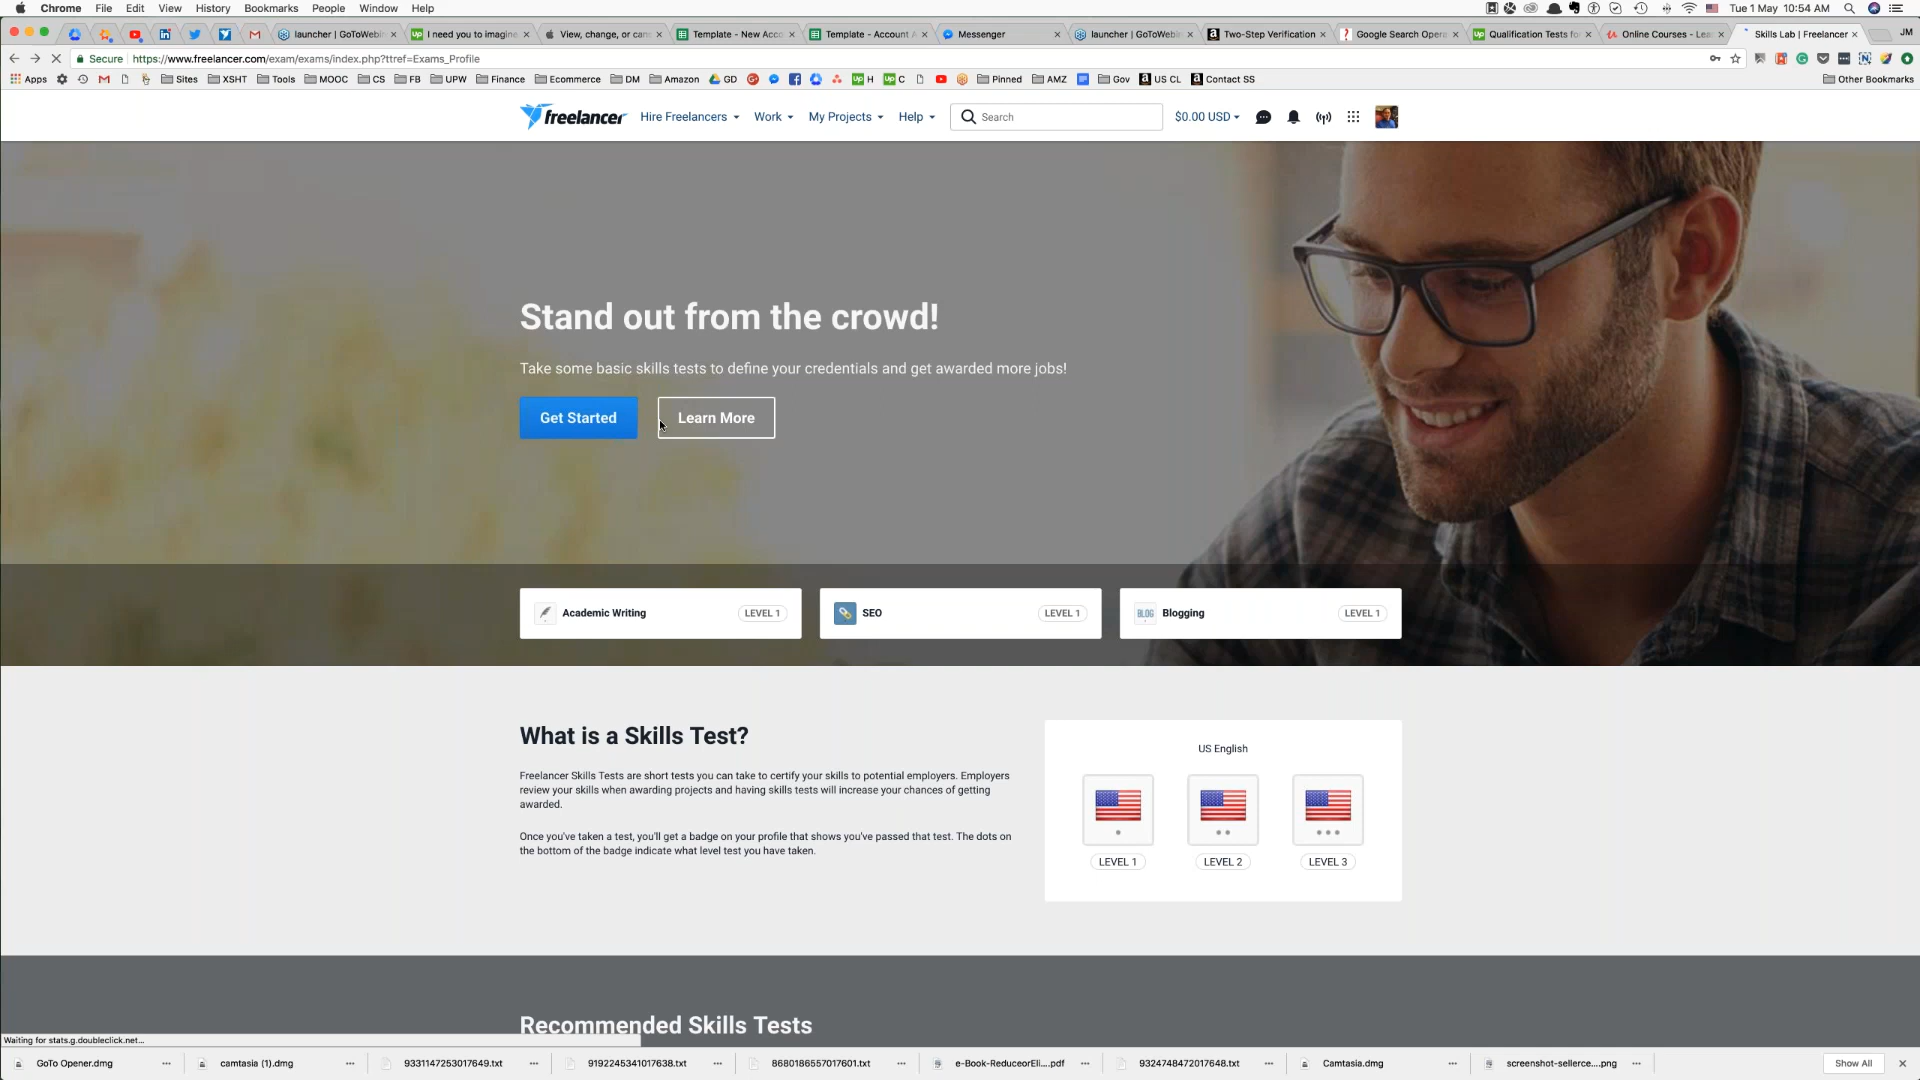 Chrome File Edit View History Bookmarks People Window Help Tue 1 May 10:54 AM
launcher | GoToWebin I need you to imagine View, change, or can Template - New Acco Template - Account A Messenger launcher | GoToWebin Two-Step Verification Google Search Opera Qualification Tests fo Online Courses - Lea Skills Lab | Freelancer JM
Secure https://www.freelancer.com/exam/exams/index.php?ttref=Exams_Profile
Apps Sites XSHT Tools MOOC CS FB UPW Finance Ecommerce DM Amazon GD H C Pinned AMZ Gov US CL Contact SS Other Bookmarks
freelancer Hire Freelancers Work My Projects Help Search $0.00 USD
Stand out from the crowd!
Take some basic skills tests to define your credentials and get awarded more jobs!
Get Started Learn More
Academic Writing LEVEL 1 SEO LEVEL 1 BLOG Blogging LEVEL 1
What is a Skills Test?
Freelancer Skills Tests are short tests you can take to certify your skills to potential employers. Employers
review your skills when awarding projects and having skills tests will increase your chances of getting
awarded.
Once you've taken a test, you'll get a badge on your profile that shows you've passed that test. The dots on
the bottom of the badge indicate what level test you have taken.
US English
LEVEL 1 LEVEL 2 LEVEL 3
Recommended Skills Tests
Waiting for stats.g.doubleclick.net...
GoTo Opener.dmg camtasia (1).dmg 9331147253017649.txt 9192245341017638.txt 8680186557017601.txt e-Book-ReduceorEli....pdf 9324748472017648.txt Camtasia.dmg screenshot-sellerce....png Show All